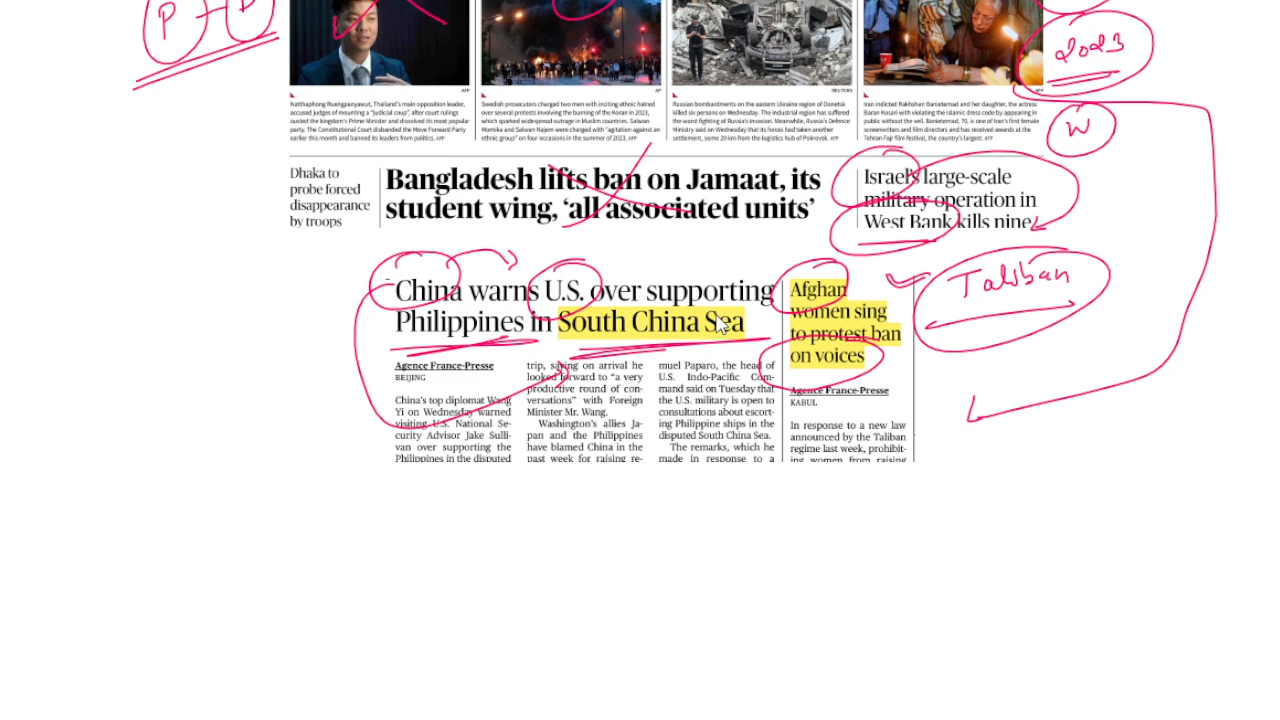 P - P
2023
W
AFP
AP
REUTERS
AFP
Natthaphong Ruengpanyawut, Thailand's main opposition leader,
accused judges of mounting a "judicial coup", after court rulings
ousted the kingdom's Prime Minister and dissolved its most popular
party. The Constitutional Court disbanded the Move Forward Party
earlier this month and banned its leaders from politics. AFP
Swedish prosecutors charged two men with inciting ethnic hatred
over several protests involving the burning of the Koran in 2023,
which sparked widespread outrage in Muslim countries. Salwan
Momika and Salwan Najem were charged with "agitation against an
ethnic group" on four occasions in the summer of 2023. AFP
Russian bombardments on the eastern Ukraine region of Donetsk
killed six persons on Wednesday. The industrial region has suffered
the worst fighting of Russia's invasion. Meanwhile, Russia's Defence
Ministry said on Wednesday that its forces had taken another
settlement, some 20 km from the logistics hub of Pokrovsk. AFP
Iran indicted Rakhshan Banietemad and her daughter, the actress
Baran Kosari with violating the Islamic dress code by appearing in
public without the veil. Banietemad, 70, is one of Iran's first female
screenwriters and film directors and has received awards at the
Tehran Fajr film festival, the country's largest. AFP
Dhaka to
probe forced
disappearance
by troops
Bangladesh lifts ban on Jamaat, its
student wing, 'all associated units'
Israel's large-scale
military operation in
West Bank kills nine
Taliban
China warns U.S. over supporting
Philippines in South China Sea
Agence France-Presse
BEIJING
China's top diplomat Wang
Yi on Wednesday warned
visiting U.S. National Se-
curity Advisor Jake Sulli-
van over supporting the
Philippines in the disputed
trip, saying on arrival he
looked forward to "a very
productive round of con-
versations" with Foreign
Minister Mr. Wang.
Washington's allies Ja-
pan and the Philippines
have blamed China in the
past week for raising re-
muel Paparo, the head of
U.S. Indo-Pacific Com-
mand said on Tuesday that
the U.S. military is open to
consultations about escort-
ing Philippine ships in the
disputed South China Sea.
The remarks, which he
made in response to a
Afghan
women sing
to protest ban
on voices
Agence France-Presse
KABUL
In response to a new law
announced by the Taliban
regime last week, prohibit-
ing women from raising